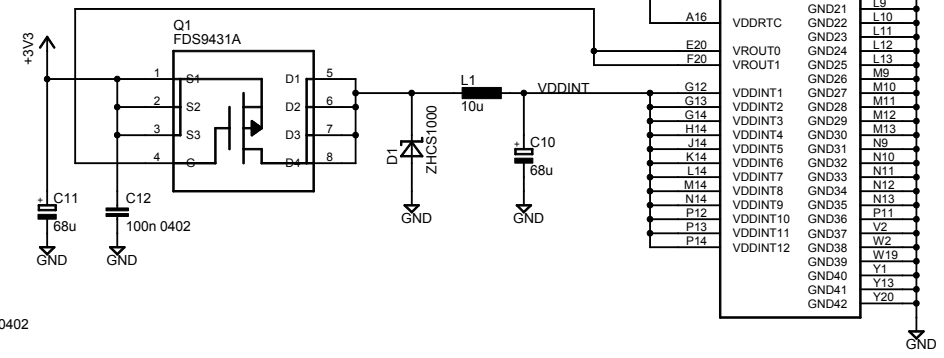 Q1
FDS9431A
+3V3
1 S1 D1 5
2 S2 D2 6
3 S3 D3 7
4 G D4 8
+ C11
68u
GND
C12
100n 0402
GND
D1
ZHCS1000
GND
L1
10u
VDDINT
+ C10
68u
GND
0402
A16 VDDRTC
E20 VROUT0
F20 VROUT1
G12 VDDINT1
G13 VDDINT2
G14 VDDINT3
H14 VDDINT4
J14 VDDINT5
K14 VDDINT6
L14 VDDINT7
M14 VDDINT8
N14 VDDINT9
P12 VDDINT10
P13 VDDINT11
P14 VDDINT12
GND21 L9
GND22 L10
GND23 L11
GND24 L12
GND25 L13
GND26 M9
GND27 M10
GND28 M11
GND29 M12
GND30 M13
GND31 N9
GND32 N10
GND33 N11
GND34 N12
GND35 N13
GND36 P11
GND37 V2
GND38 W2
GND39 W19
GND40 Y1
GND41 Y13
GND42 Y20
GND